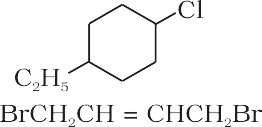 Cl
C₂H₅
BrCH₂CH = CHCH₂Br